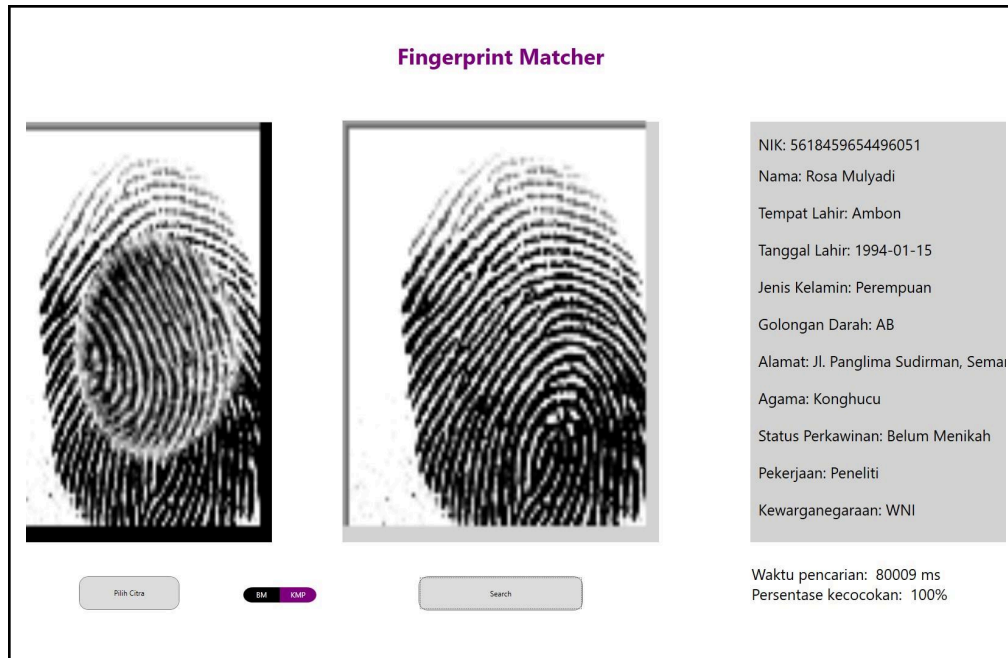 Fingerprint Matcher
NIK: 5618459654496051
Nama: Rosa Mulyadi
Tempat Lahir: Ambon
Tanggal Lahir: 1994-01-15
Jenis Kelamin: Perempuan
Golongan Darah: AB
Alamat: Jl. Panglima Sudirman, Semar
Agama: Konghucu
Status Perkawinan: Belum Menikah
Pekerjaan: Peneliti
Kewarganegaraan: WNI
Pilih Citra
BM KMP
Search
Waktu pencarian: 80009 ms
Persentase kecocokan: 100%